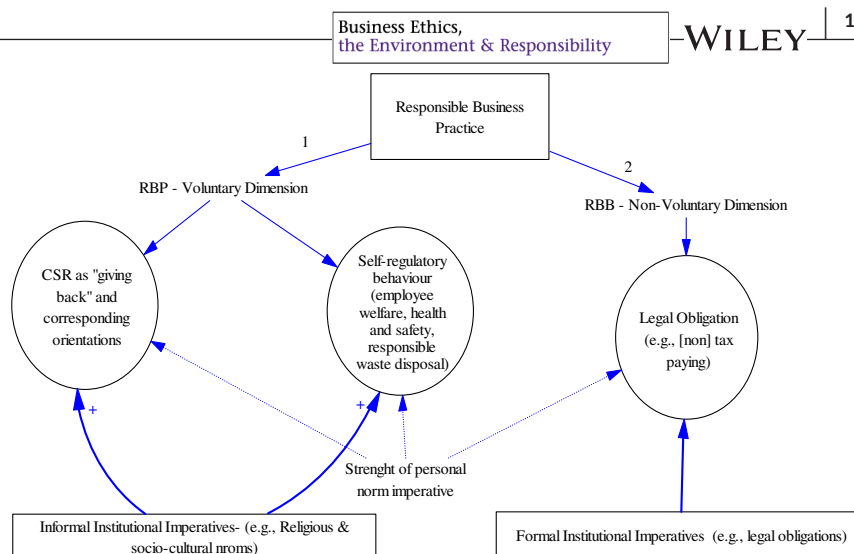 Business Ethics,
the Environment & Responsibility
WILEY
1
Responsible Business
Practice
1
2
RBP - Voluntary Dimension
RBB - Non-Voluntary Dimension
CSR as "giving
back" and
corresponding
orientations
Self-regulatory
behaviour
(employee
welfare, health
and safety,
responsible
waste disposal)
Legal Obligation
(e.g., [non] tax
paying)
+
+
Strenght of personal
norm imperative
Informal Institutional Imperatives- (e.g., Religious &
socio-cultural nroms)
Formal Institutional Imperatives (e.g., legal obligations)